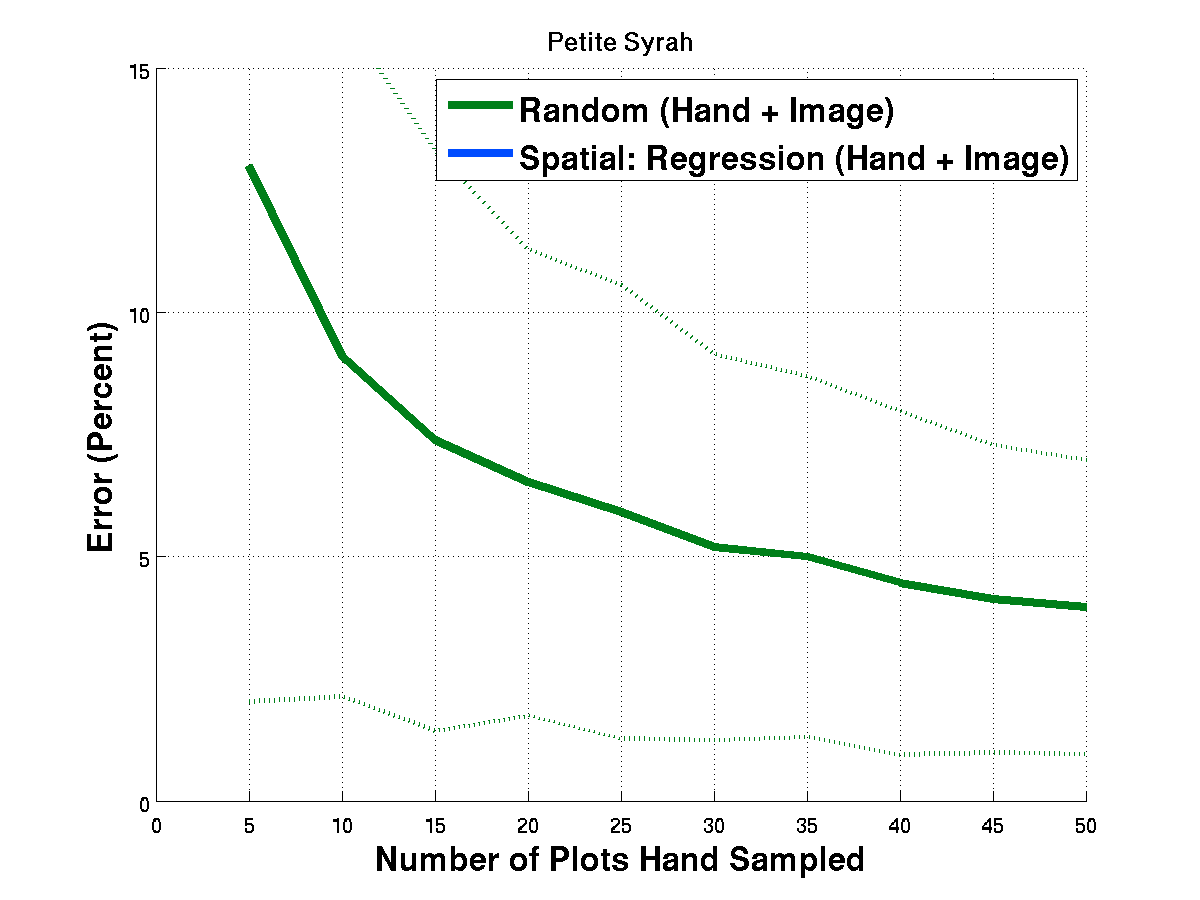 Petite Syrah
15
10
5
0
Error (Percent)
Random (Hand + Image)
Spatial: Regression (Hand + Image)
0 5 10 15 20 25 30 35 40 45 50
Number of Plots Hand Sampled